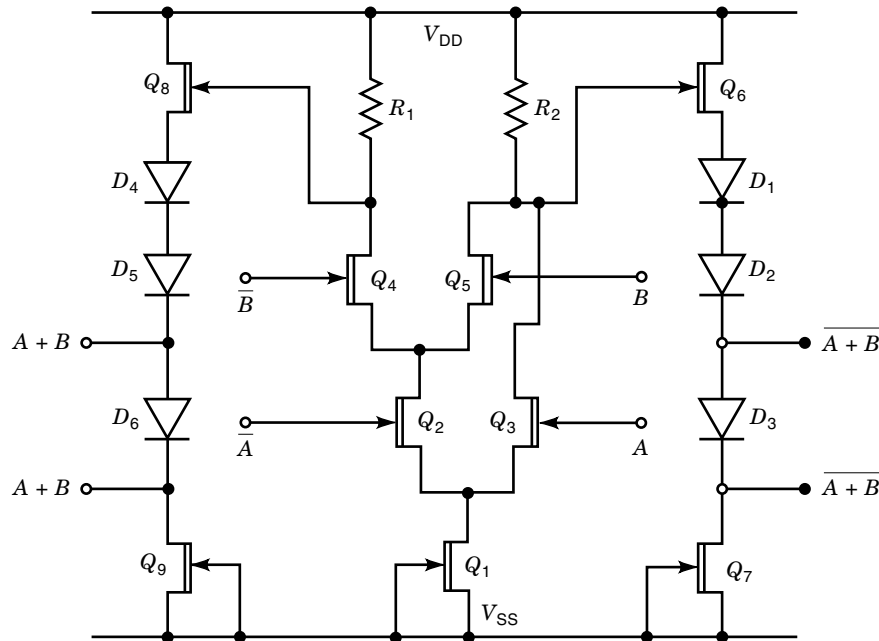 V_DD
Q_8
R_1
R_2
Q_6
D_4
D_1
D_5
B̅
Q_4
Q_5
B
D_2
A + B
A̅ ̅+̅ ̅B̅
D_6
A̅
Q_2
Q_3
A
D_3
A + B
A̅ ̅+̅ ̅B̅
Q_9
Q_1
Q_7
V_SS